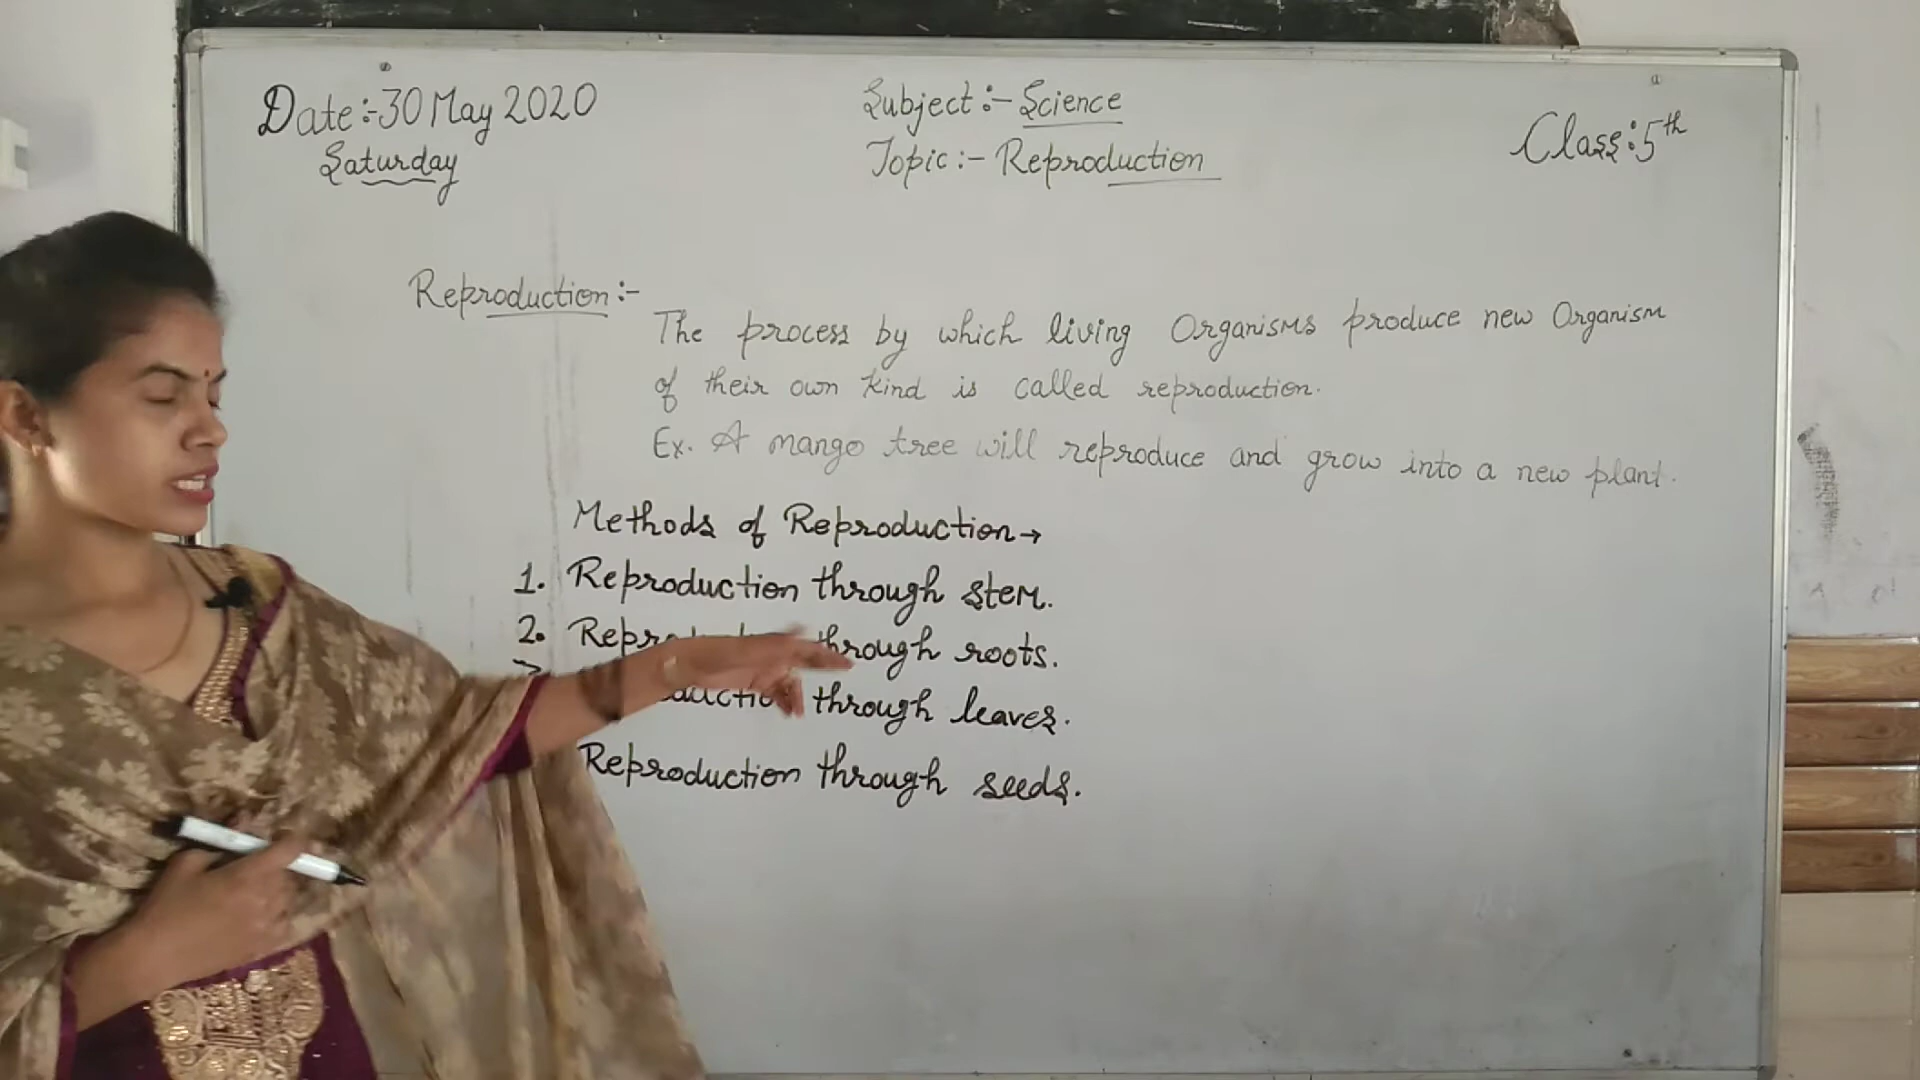 Date:-30 May 2020
Saturday
Subject:- Science
Topic:- Reproduction
Class:5th
Reproduction:-
The process by which living Organisms produce new Organism
of their own kind is called reproduction.
Ex. A mango tree will reproduce and grow into a new plant.
Methods of Reproduction→
1. Reproduction through stem.
2. through roots.
through leaves.
Reproduction through seeds.